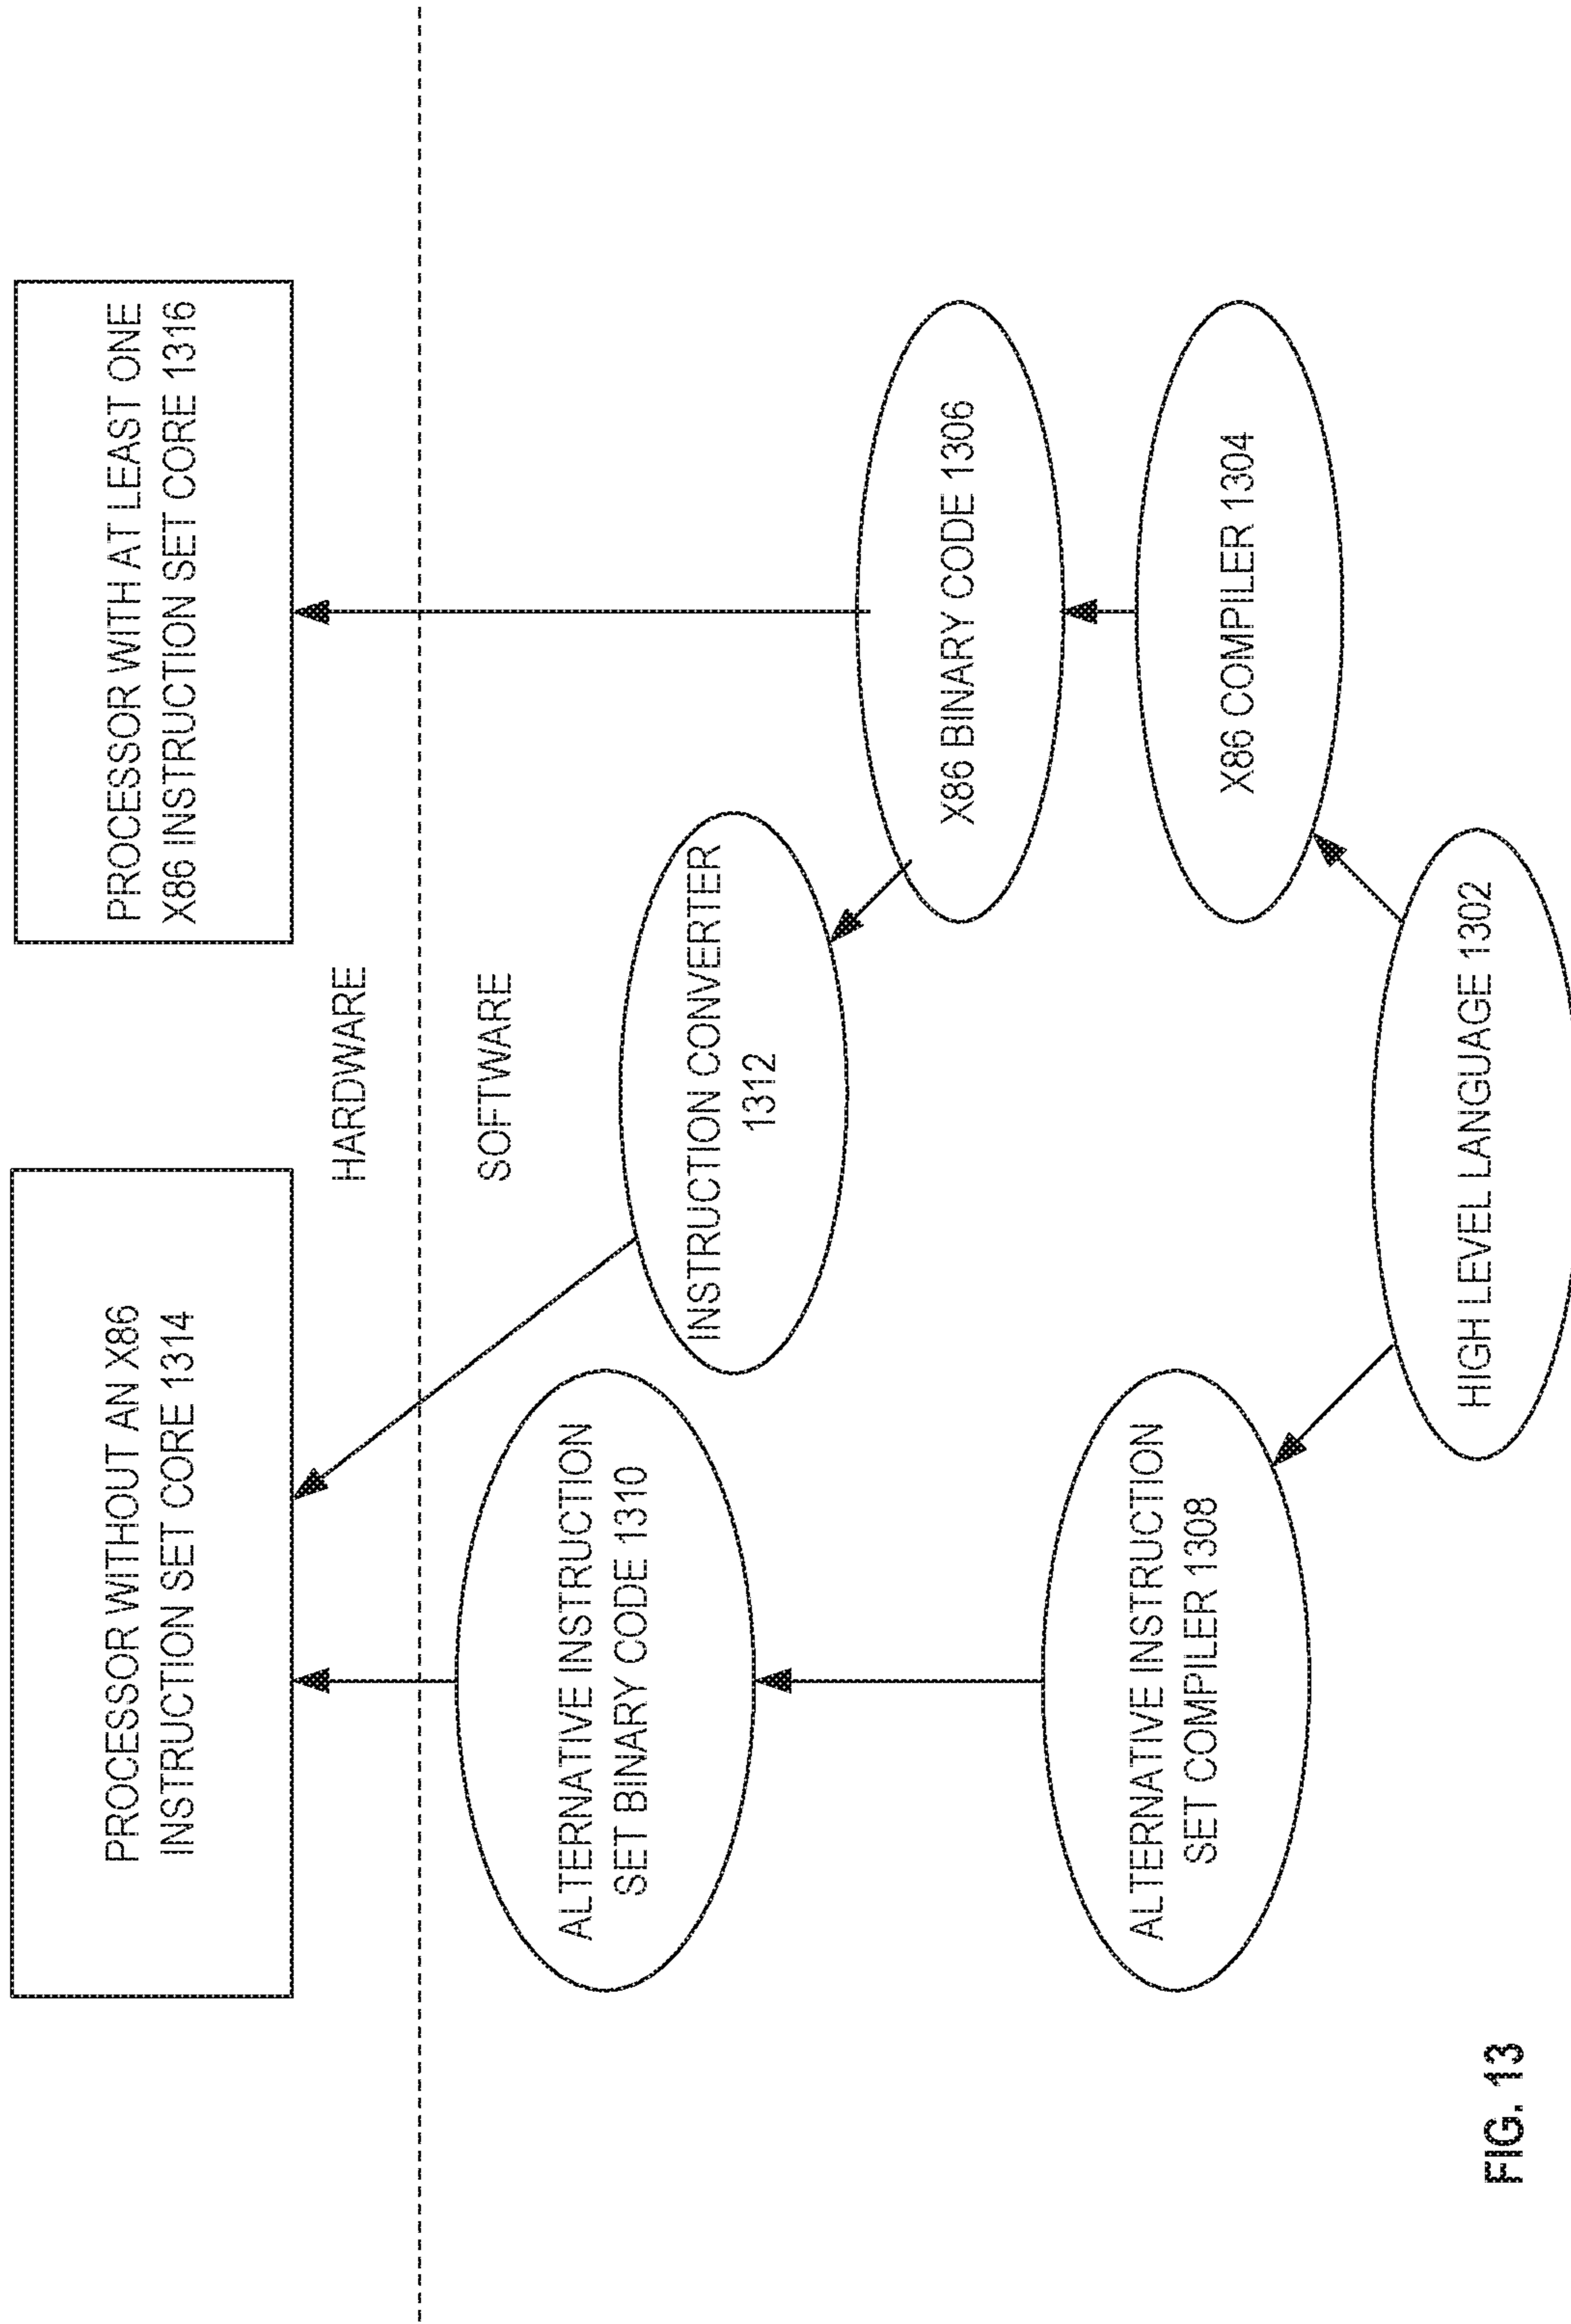 PROCESSOR WITHOUT AN X86
INSTRUCTION SET CORE 1314
PROCESSOR WITH AT LEAST ONE
X86 INSTRUCTION SET CORE 1316
HARDWARE
SOFTWARE
ALTERNATIVE INSTRUCTION
SET BINARY CODE 1310
INSTRUCTION CONVERTER
1312
X86 BINARY CODE 1306
ALTERNATIVE INSTRUCTION
SET COMPILER 1308
X86 COMPILER 1304
HIGH LEVEL LANGUAGE 1302
FIG. 13